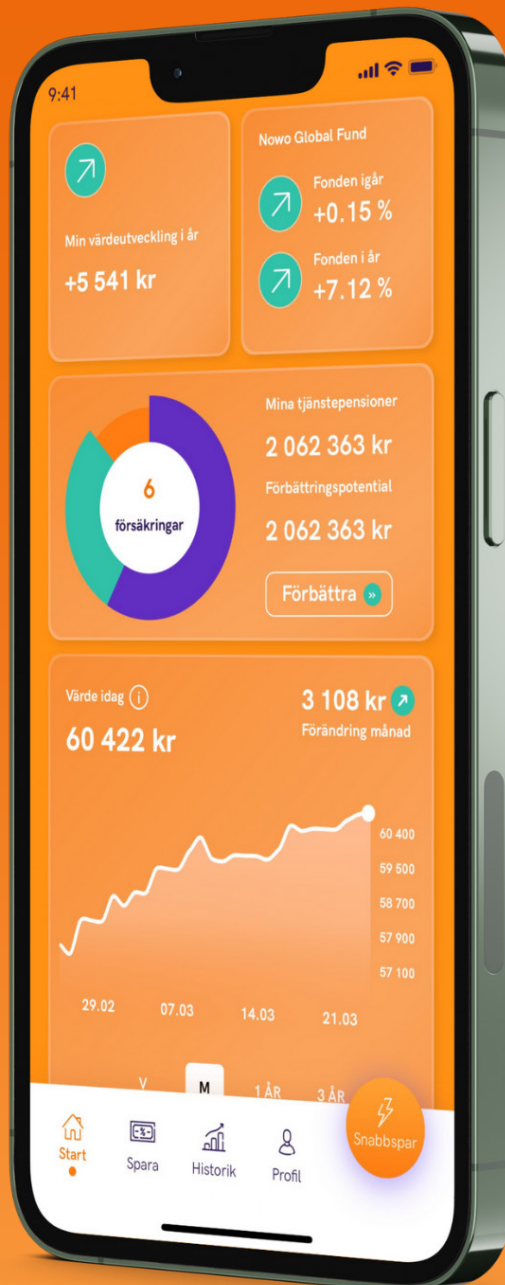 9:41
Min värdeutveckling i år
+5 541 kr
Nowo Global Fund
Fonden igår
+0.15 %
Fonden i år
+7.12 %
6
försäkringar
Mina tjänstepensioner
2 062 363 kr
Förbättringspotential
2 062 363 kr
Förbättra »
Värde idag i
60 422 kr
3 108 kr
Förändring månad
60 400
59 500
58 700
57 900
57 100
29.02 07.03 14.03 21.03
V M 1 ÅR 3 ÅR
Start
Spara
Historik
Profil
Snabbspar